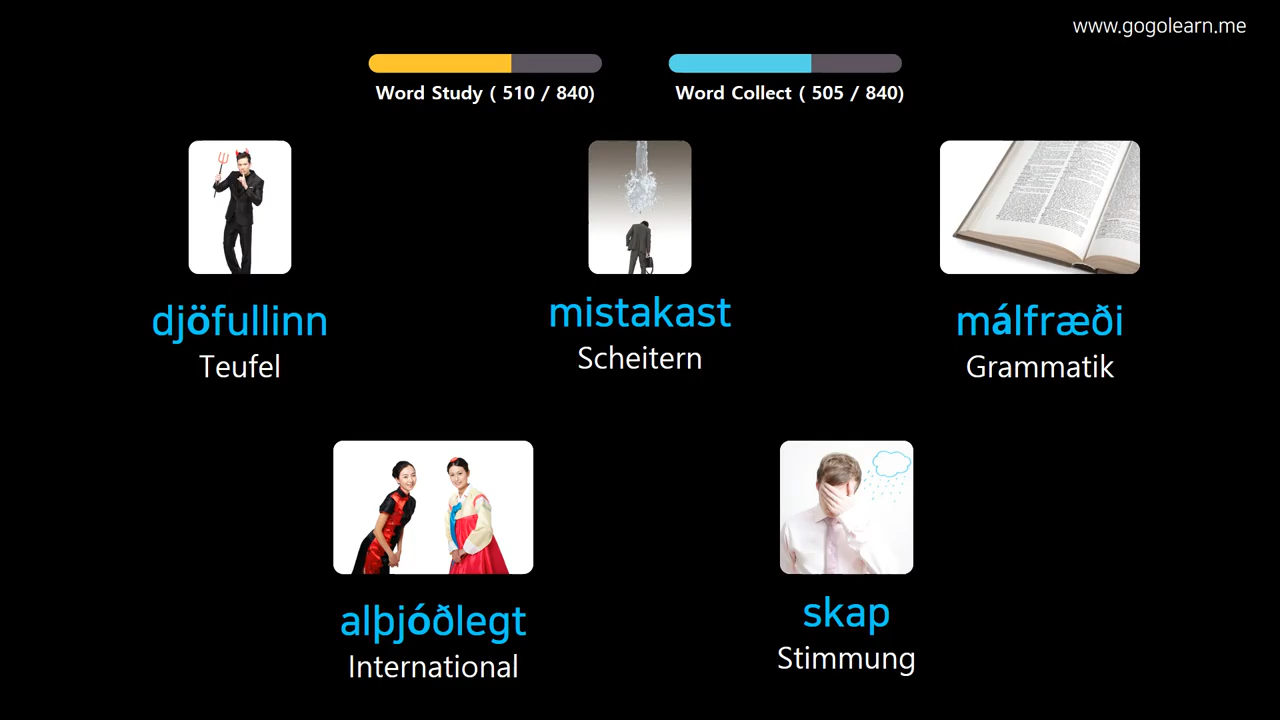 www.gogolearn.me
Word Study ( 510 / 840)
Word Collect ( 505 / 840)
djöfullinn
Teufel
mistakast
Scheitern
málfræði
Grammatik
alþjóðlegt
International
skap
Stimmung